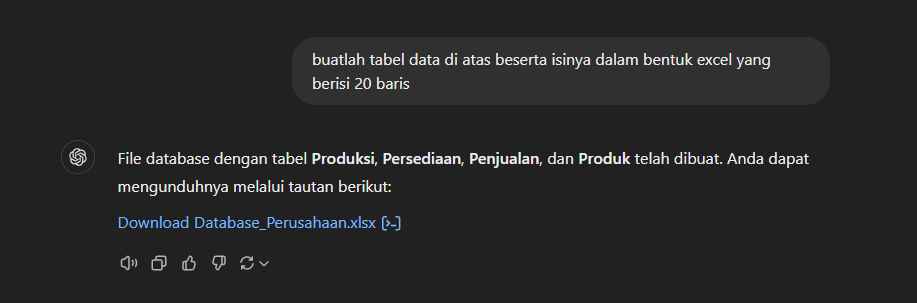 buatlah tabel data di atas beserta isinya dalam bentuk excel yang
berisi 20 baris
File database dengan tabel Produksi, Persediaan, Penjualan, dan Produk telah dibuat. Anda dapat
mengunduhnya melalui tautan berikut:
Download Database_Perusahaan.xlsx